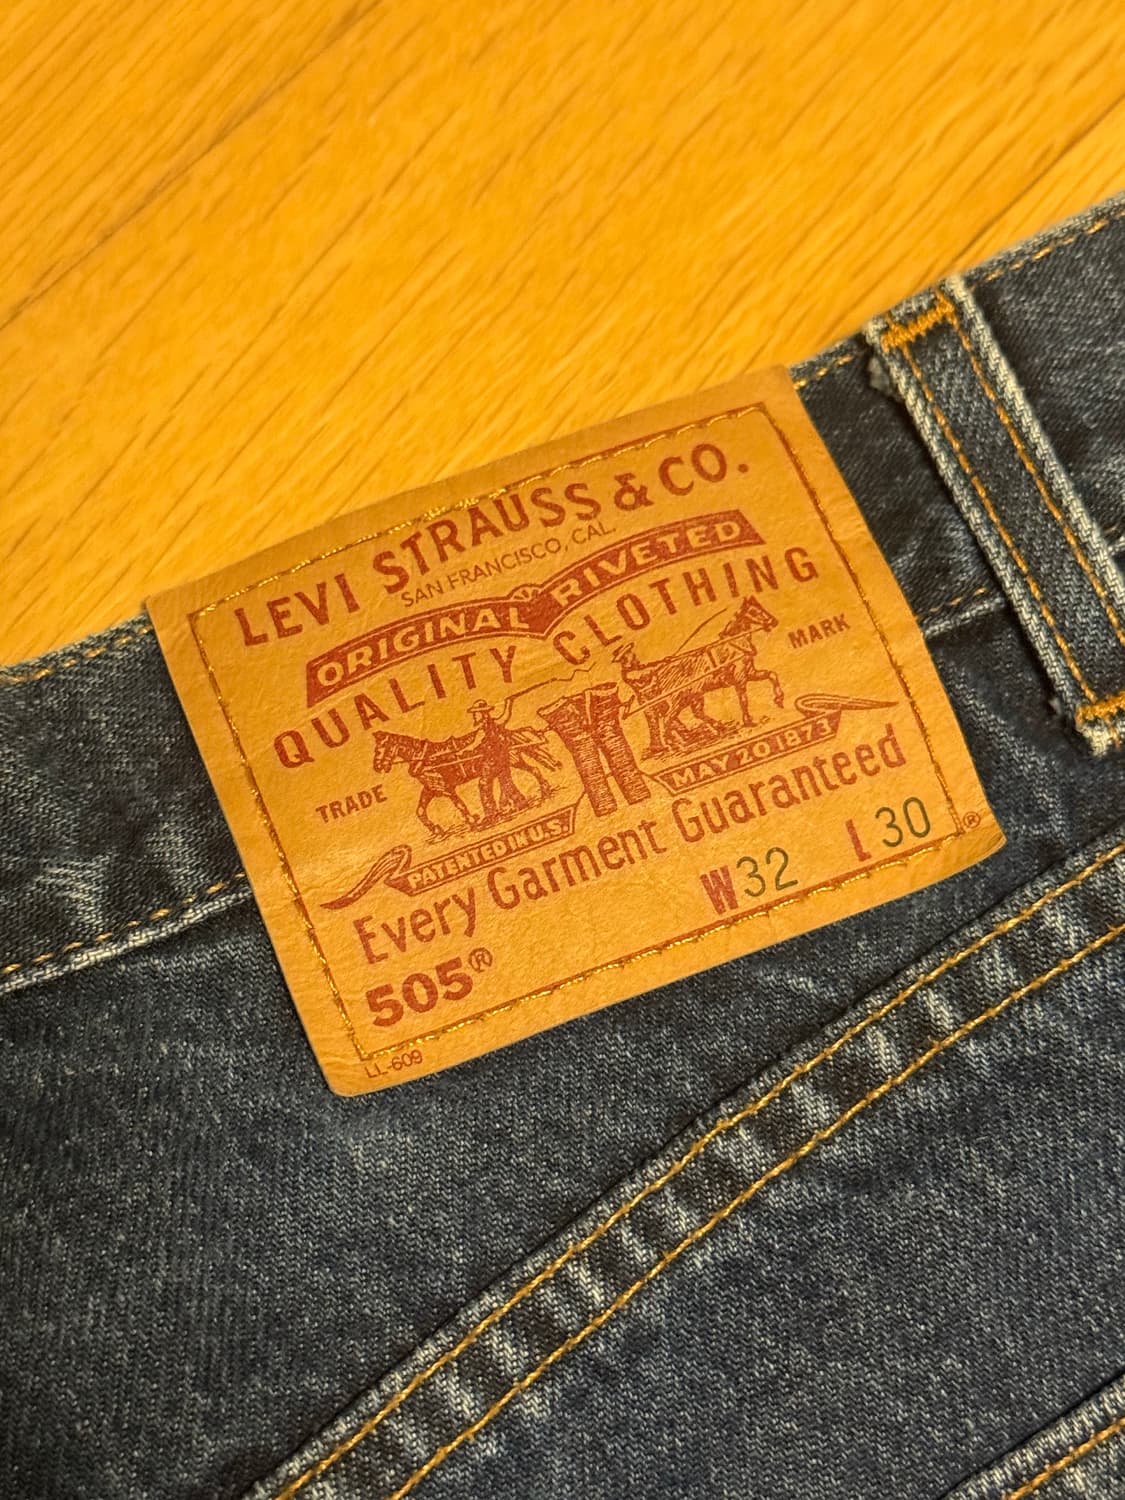 LEVI STRAUSS & CO.
SAN FRANCISCO, CAL.
ORIGINAL RIVETED
QUALITY CLOTHING
TRADE MARK
PATENTED IN U.S. MAY 20 1873
Every Garment Guaranteed
505® W32 L30 ®
LL-609